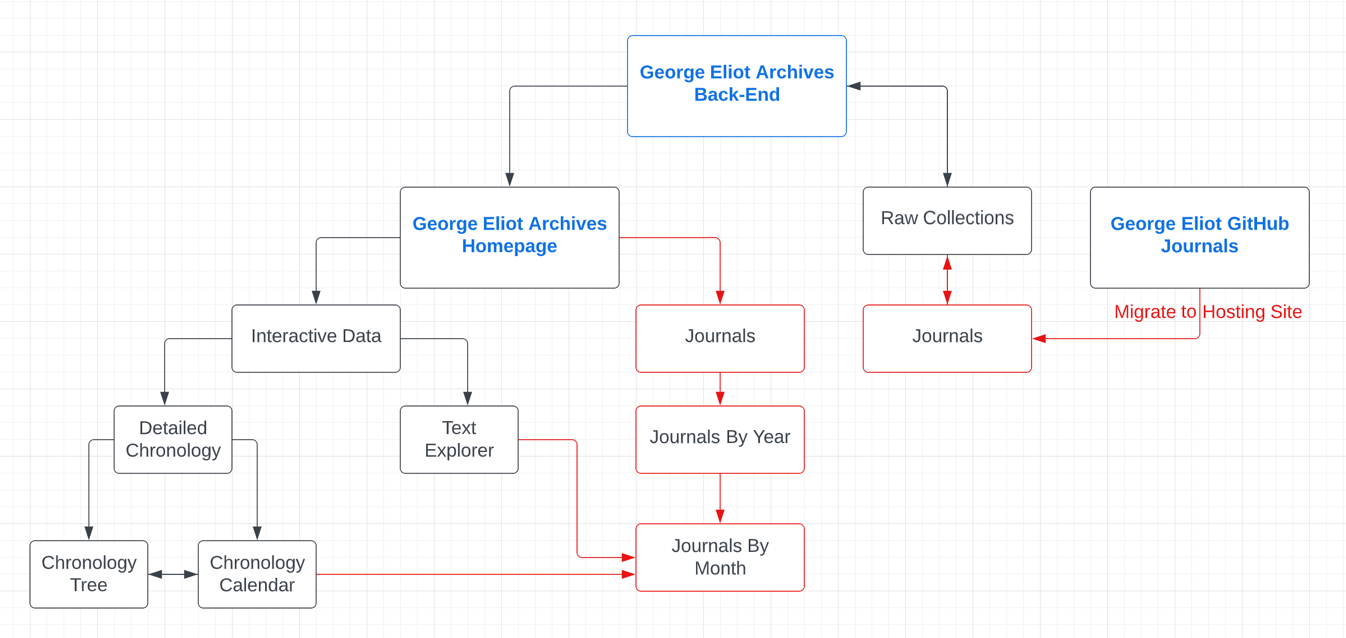 George Eliot Archives
Back-End
George Eliot Archives
Homepage
Raw Collections
George Eliot GitHub
Journals
Migrate to Hosting Site
Interactive Data
Journals
Journals
Detailed
Chronology
Text
Explorer
Journals By Year
Chronology
Tree
Chronology
Calendar
Journals By
Month